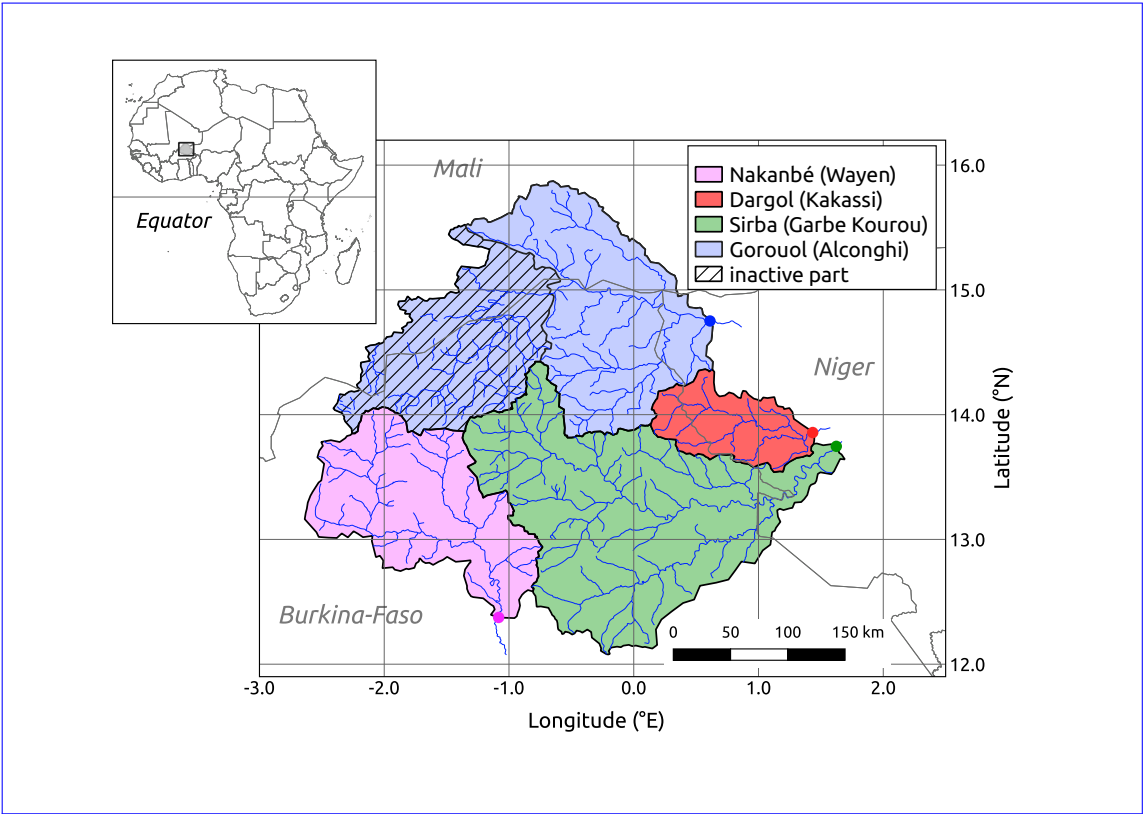 Equator
Mali
Nakanbé (Wayen)
Dargol (Kakassi)
Sirba (Garbe Kourou)
Gorouol (Alconghi)
inactive part
16.0
15.0
Niger
14.0
Latitude (°N)
13.0
Burkina-Faso
0 50 100 150 km
12.0
-3.0 -2.0 -1.0 0.0 1.0 2.0
Longitude (°E)